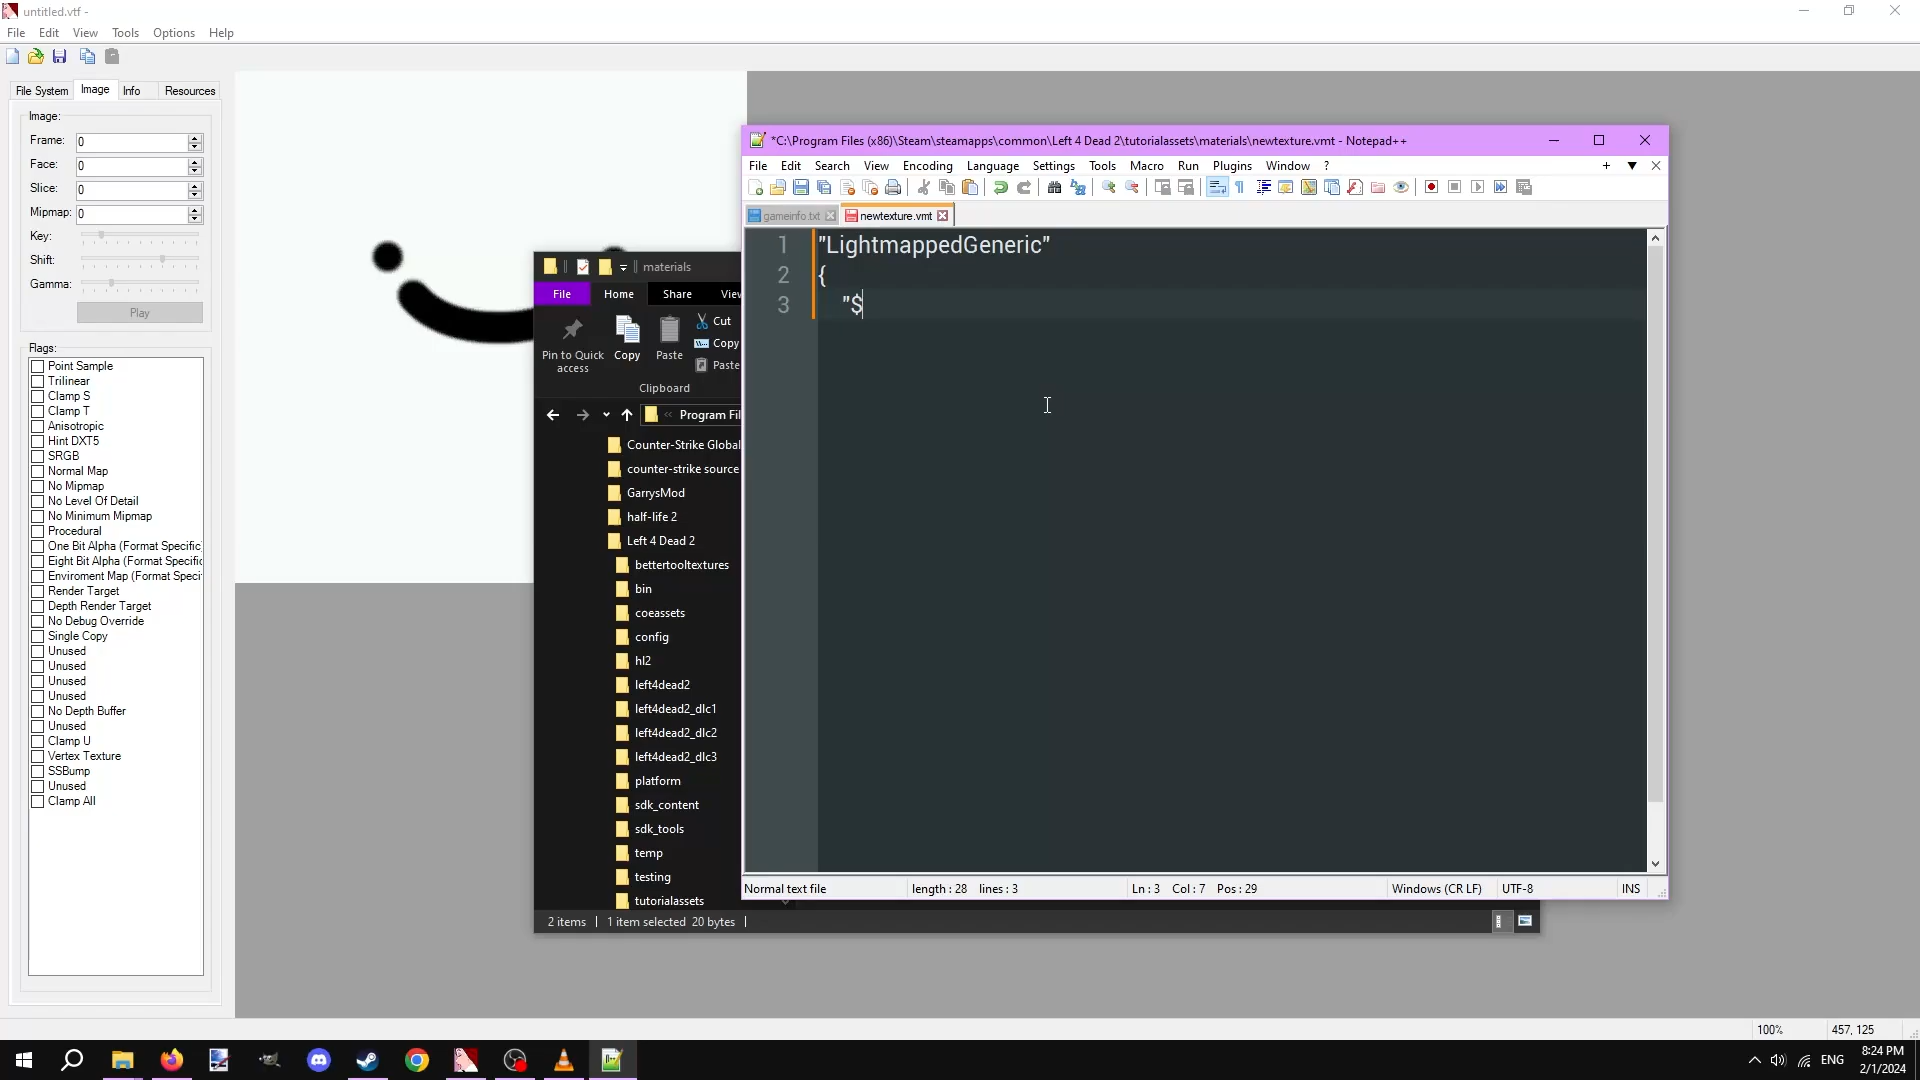 untitled.vtf -
File Edit View Tools Options Help
File System Image Info Resources
Image:
Frame: 0
Face: 0
Slice: 0
Mipmap: 0
Key:
Shift:
Gamma:
Play
Flags:
Point Sample
Trilinear
Clamp S
Clamp T
Anisotropic
Hint DXT5
SRGB
Normal Map
No Mipmap
No Level Of Detail
No Minimum Mipmap
Procedural
One Bit Alpha (Format Specific
Eight Bit Alpha (Format Specific
Enviroment Map (Format Speci
Render Target
Depth Render Target
No Debug Override
Single Copy
Unused
Unused
Unused
Unused
No Depth Buffer
Unused
Clamp U
Vertex Texture
SSBump
Unused
Clamp All
materials
File Home Share View
Pin to Quick access
Copy
Paste
Cut
Copy
Paste
Clipboard
« Program Fil
Counter-Strike Global
counter-strike source
GarrysMod
half-life 2
Left 4 Dead 2
bettertooltextures
bin
coeassets
config
hl2
left4dead2
left4dead2_dlc1
left4dead2_dlc2
left4dead2_dlc3
platform
sdk_content
sdk_tools
temp
testing
tutorialassets
2 items 1 item selected 20 bytes
*C:\Program Files (x86)\Steam\steamapps\common\Left 4 Dead 2\tutorialassets\materials\newtexture.vmt - Notepad++
File Edit Search View Encoding Language Settings Tools Macro Run Plugins Window ?
gameinfo.txt newtexture.vmt
1 "LightmappedGeneric"
2 {
3 "$
Normal text file length : 28 lines : 3 Ln : 3 Col : 7 Pos : 29 Windows (CR LF) UTF-8 INS
100% 457, 125
ENG 8:24 PM
2/1/2024